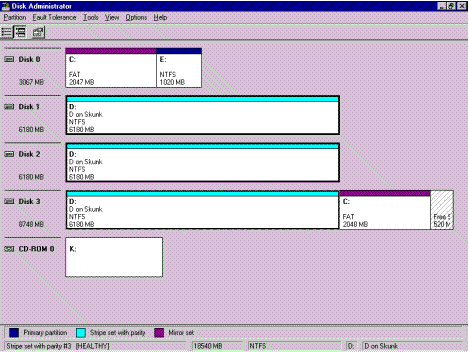 Disk Administrator
Partition Fault Tolerance Tools View Options Help
Disk 0
3067 MB
C:
FAT
2047 MB
E:
NTFS
1020 MB
Disk 1
6180 MB
D:
D on Skunk
NTFS
6180 MB
Disk 2
6180 MB
D:
D on Skunk
NTFS
6180 MB
Disk 3
8748 MB
D:
D on Skunk
NTFS
6180 MB
C:
FAT
2048 MB
Free S
520 M
CD-ROM 0
K:
Primary partition Stripe set with parity Mirror set
Stripe set with parity #3 [HEALTHY] 18540 MB NTFS D: D on Skunk